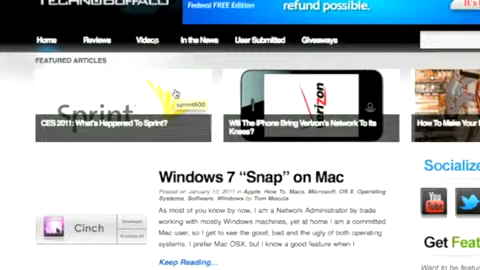 TECHNOBUFFALO
Federal FREE Edition
refund possible.
Home Reviews Videos In the News User Submitted Giveaways
FEATURED ARTICLES
Sprint
sprint600
verizon
CES 2011: What's Happened To Sprint?
Will The iPhone Bring Verizon's Network To Its
Knees?
How To Make Your
Windows 7 “Snap” on Mac
Posted on January 10, 2011 in Apple, How To, Macs, Microsoft, OS X, Operating
Systems, Software, Windows by Tom Moccia
As most of you know by now, I am a Network Administrator by trade
working with mostly Windows machines, yet at home I am a committed
Mac user, so I get to see the good, bad and the ugly of both operating
systems. I prefer Mac OSX, but I know a good feature when I
Keep Reading...
Cinch
Socialize
You
Tube
Get Feat
Want to be featur